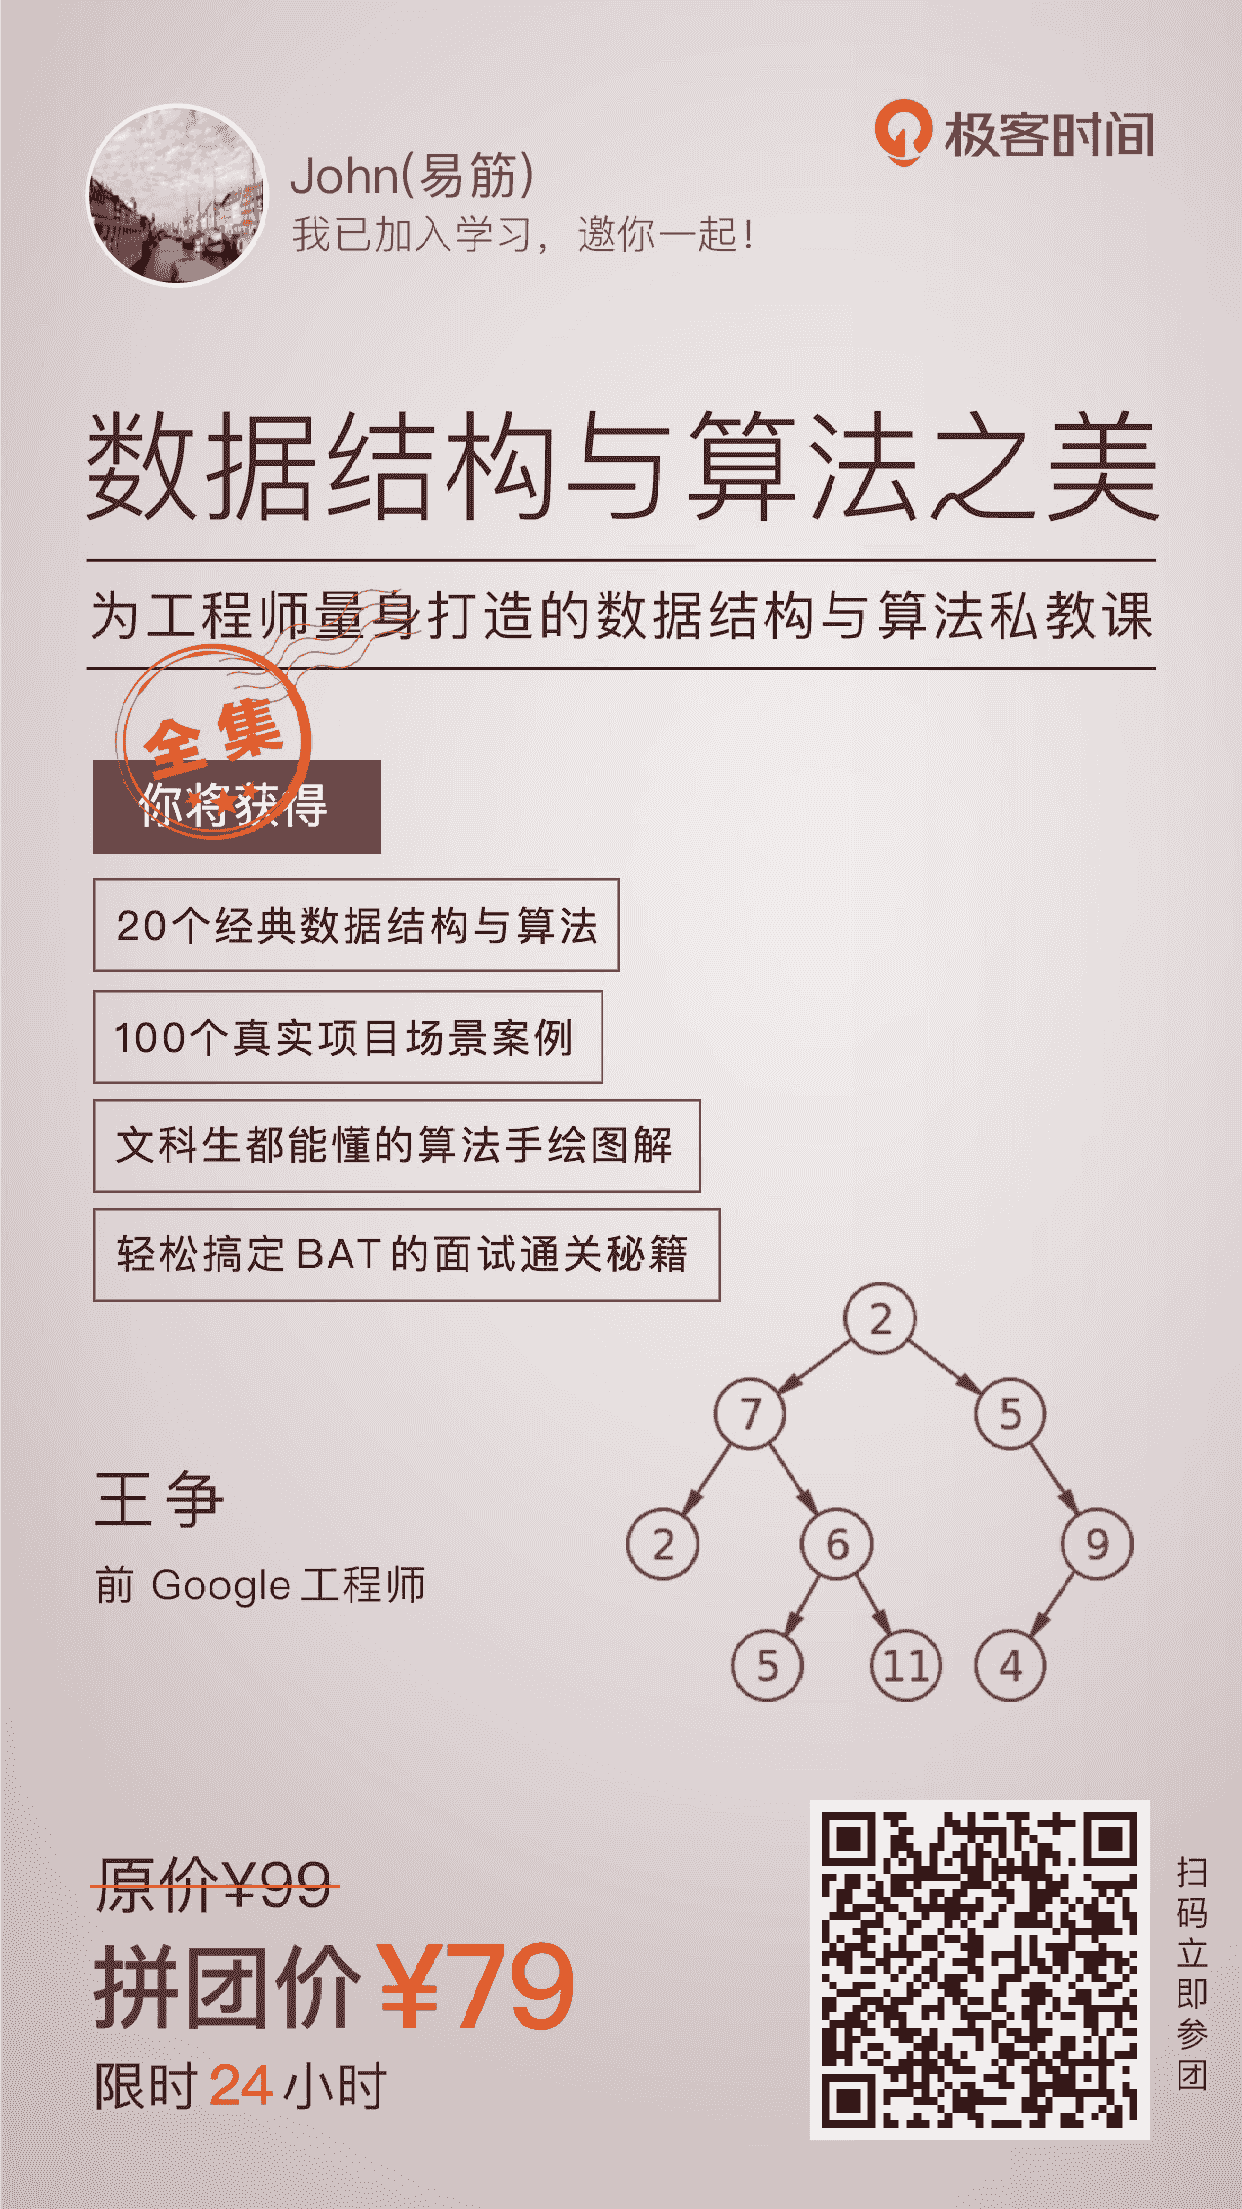 极客时间
John(易筋)
我已加入学习，邀你一起！
数据结构与算法之美
为工程师量身打造的数据结构与算法私教课
全集
你将获得
20个经典数据结构与算法
100个真实项目场景案例
文科生都能懂的算法手绘图解
轻松搞定 BAT 的面试通关秘籍
2
7 5
2 6 9
5 11 4
王争
前 Google 工程师
原价¥99
拼团价 ¥79
限时 24 小时
扫码立即参团